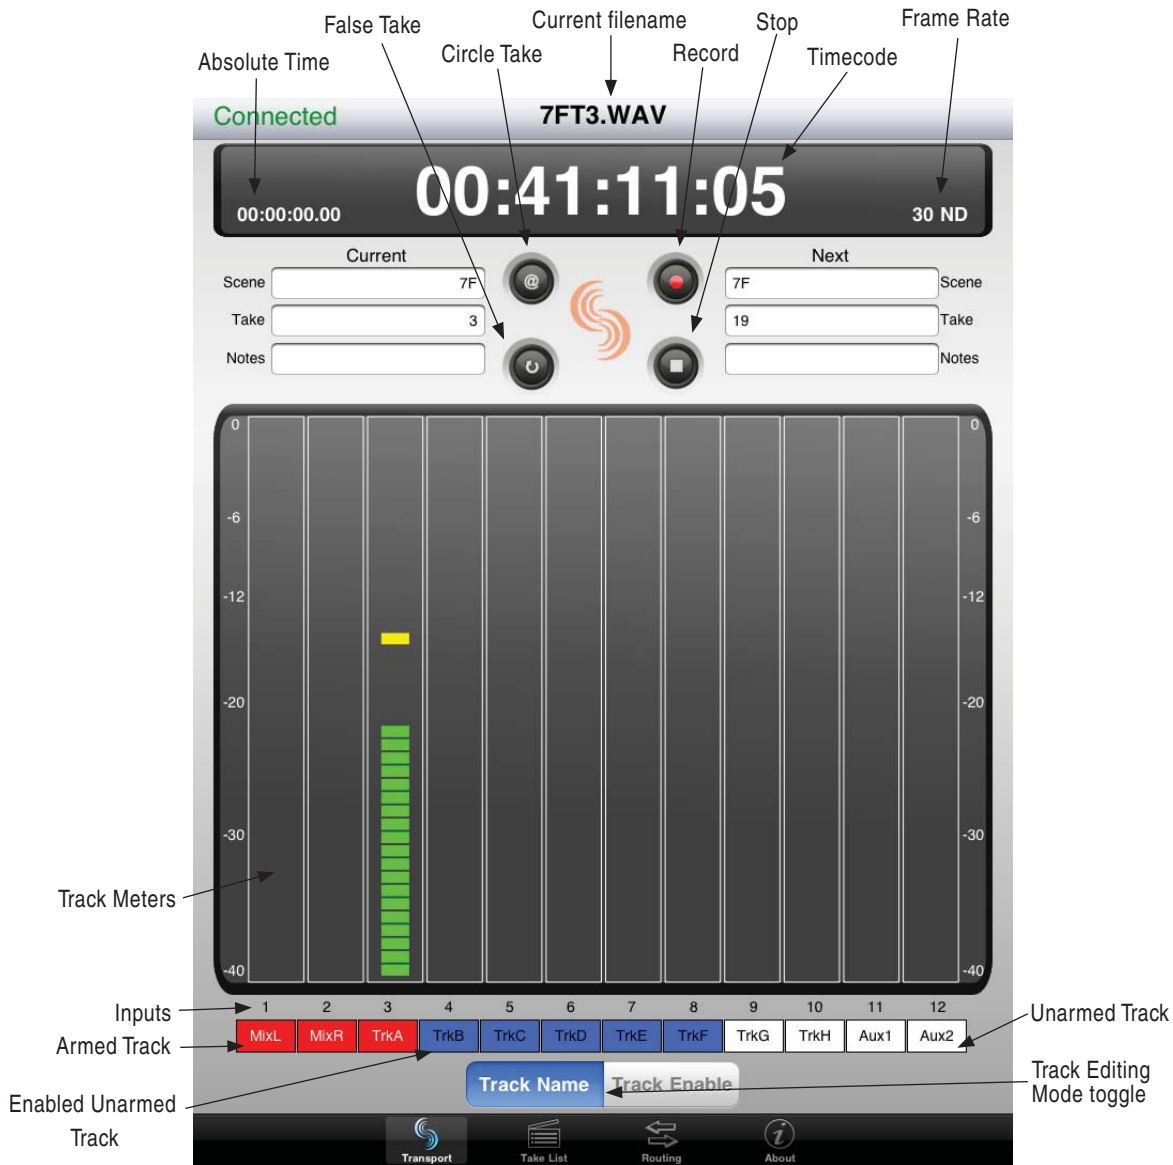 False Take
Current filename
Stop
Frame Rate
Absolute Time
Circle Take
Record
Timecode
Connected
7FT3.WAV
00:00:00.00
00:41:11:05
30 ND
Current
Next
Scene
7F
@
7F
Scene
Take
3
19
Take
Notes
Notes
0
0
-6
-6
-12
-12
-20
-20
-30
-30
Track Meters
-40
-40
Inputs
1 2 3 4 5 6 7 8 9 10 11 12
Unarmed Track
Armed Track
MixL MixR TrkA TrkB TrkC TrkD TrkE TrkF TrkG TrkH Aux1 Aux2
Track Name
Track Enable
Track Editing
Mode toggle
Enabled Unarmed
Track
Transport
Take List
Routing
i
About